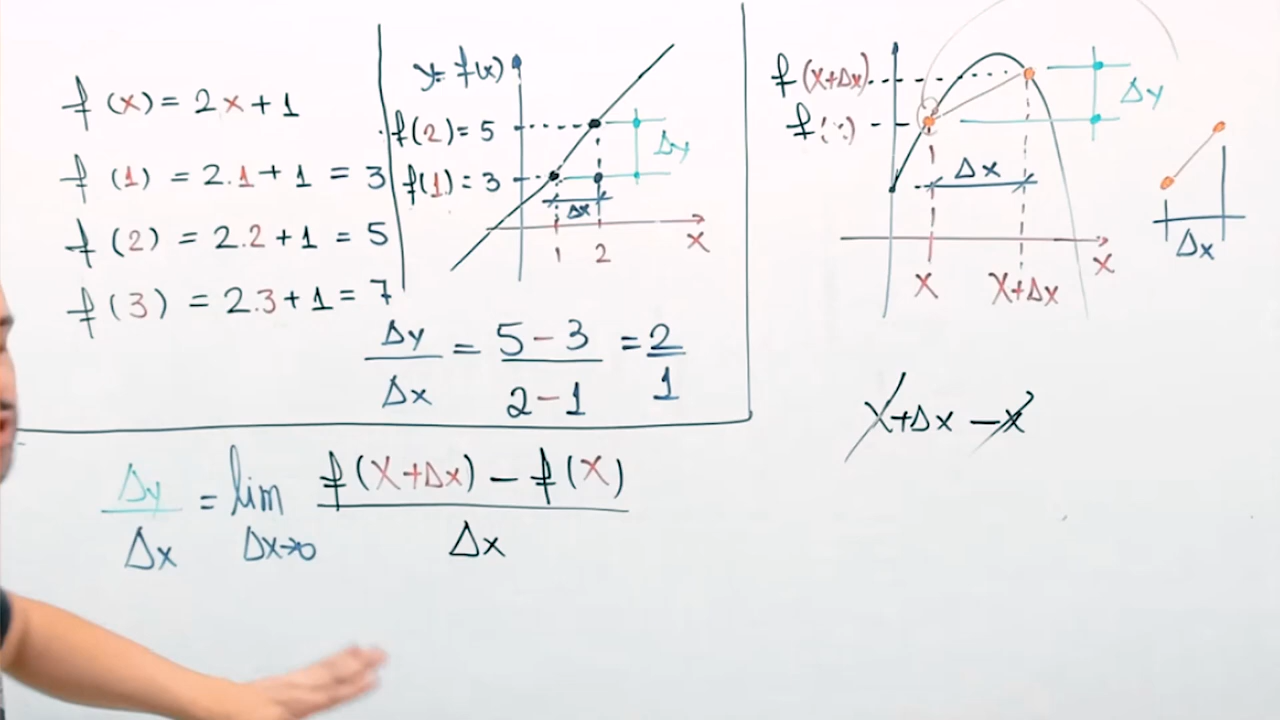 f(x) = 2x+1
f(1) = 2.1+1 = 3
f(2) = 2.2+1 = 5
f(3) = 2.3+1 = 7
y= f(x)
f(2)=5
f(1)=3
Δy
Δx
1 2
x
Δy/Δx = 5-3/2-1 = 2/1
f(x+Δx)
f(
Δy
Δx
x
x+Δx
x
Δx
x+Δx-x
Δy/Δx = lim Δx→0 f(x+Δx)-f(x)/Δx